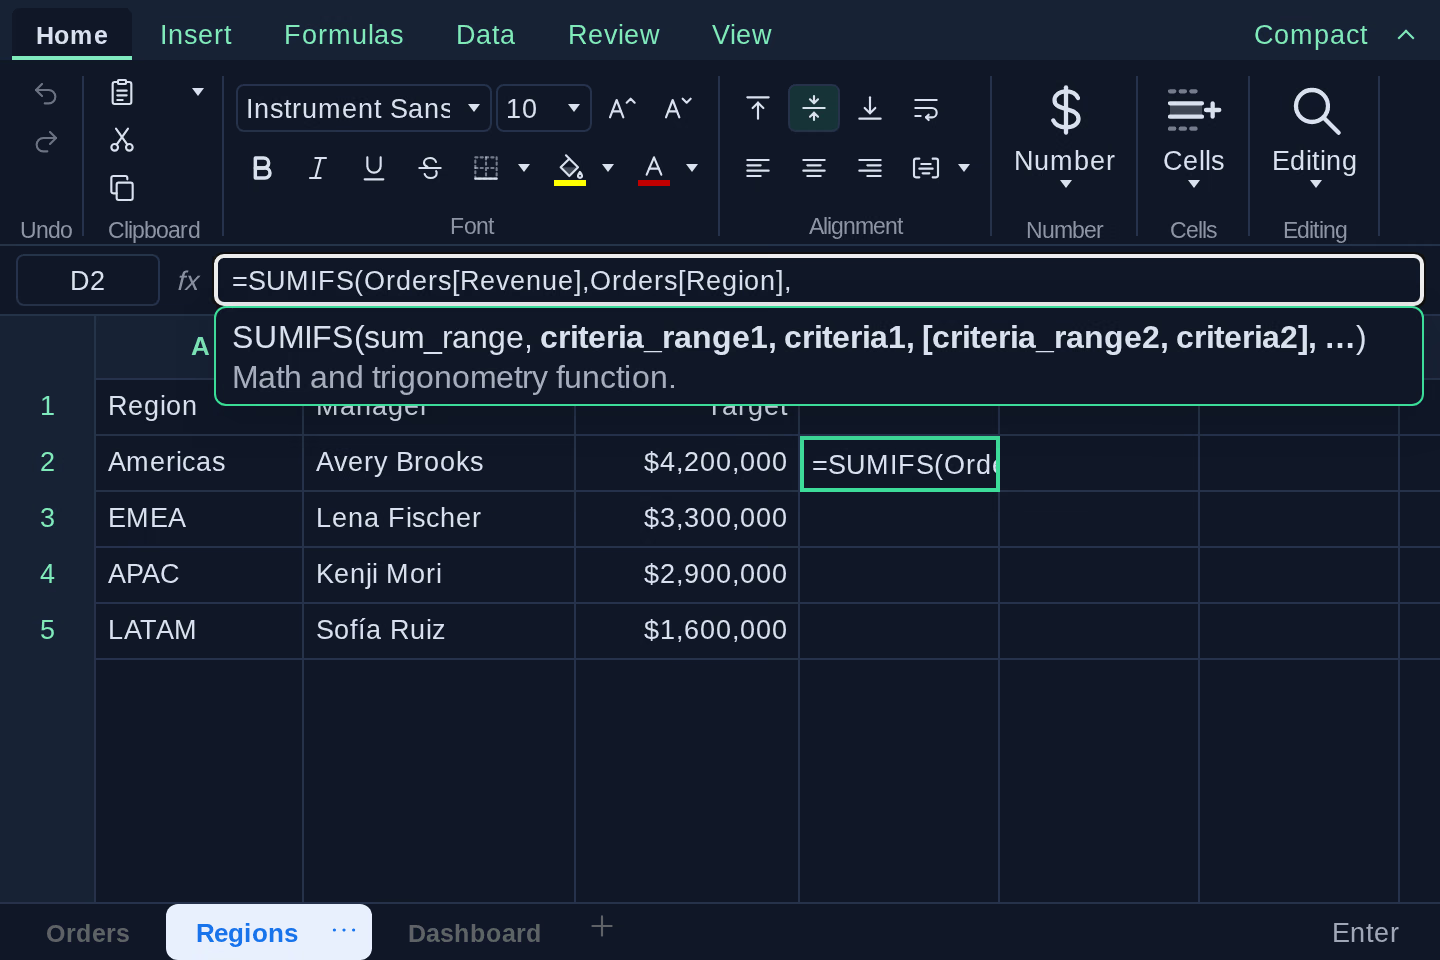 Home Insert Formulas Data Review View Compact
Instrument Sans 10
Number Cells Editing
Undo Clipboard Font Alignment Number Cells Editing
D2 fx =SUMIFS(Orders[Revenue],Orders[Region],
SUMIFS(sum_range, criteria_range1, criteria1, [criteria_range2, criteria2], …)
Math and trigonometry function.
A
1 Region Manager Target
2 Americas Avery Brooks $4,200,000 =SUMIFS(Orde
3 EMEA Lena Fischer $3,300,000
4 APAC Kenji Mori $2,900,000
5 LATAM Sofía Ruiz $1,600,000
Orders Regions ··· Dashboard + Enter